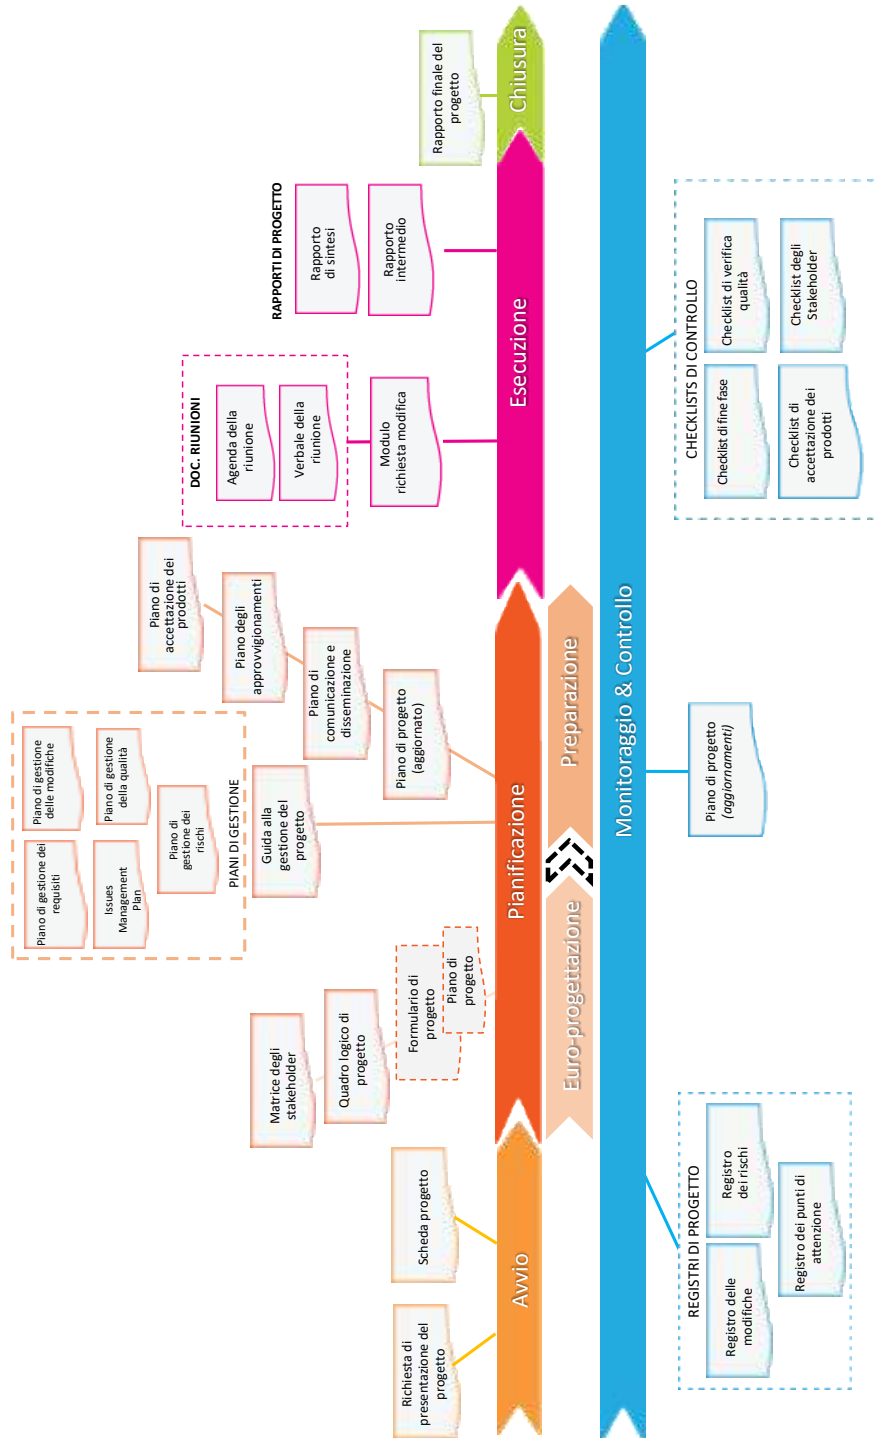 Richiesta di
presentazione del
progetto
Scheda progetto
Matrice degli
stakeholder
Quadro logico di
progetto
Formulario di
progetto
Piano di
progetto
Piano di gestione dei
requisiti
Piano di gestione
delle modifiche
Issues
Management
Plan
Piano di gestione
della qualità
Piano di
gestione dei
rischi
PIANI DI GESTIONE
Guida alla
gestione del
progetto
Piano di
accettazione dei
prodotti
Piano degli
approvvigionamenti
Piano di
comunicazione e
disseminazione
Piano di progetto
(aggiornato)
DOC. RIUNIONI
Agenda della
riunione
Verbale della
riunione
Modulo
richiesta modifica
RAPPORTI DI PROGETTO
Rapporto
di sintesi
Rapporto
intermedio
Rapporto finale del
progetto
Avvio
Pianificazione
Esecuzione
Chiusura
Euro-progettazione
Preparazione
Monitoraggio & Controllo
REGISTRI DI PROGETTO
Registro delle
modifiche
Registro
dei rischi
Registro dei punti di
attenzione
Piano di progetto
(aggiornamenti)
CHECKLISTS DI CONTROLLO
Checklist di fine fase
Checklist di verifica
qualità
Checklist di
accettazione dei
prodotti
Checklist degli
Stakeholder